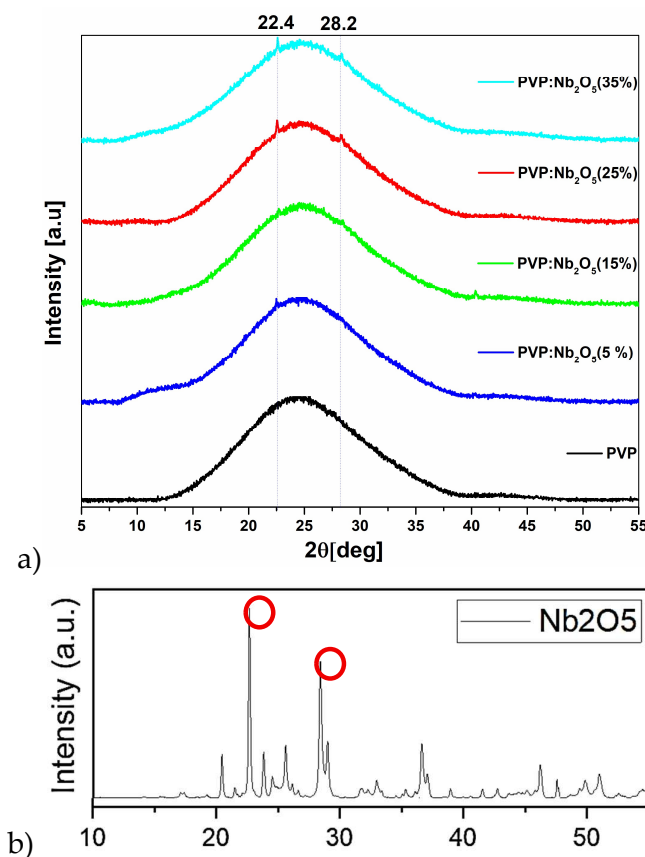 22.4 28.2
PVP:Nb₂O₅(35%)
PVP:Nb₂O₅(25%)
PVP:Nb₂O₅(15%)
PVP:Nb₂O₅(5 %)
PVP
Intensity [a.u]
5 10 15 20 25 30 35 40 45 50 55
2θ[deg]
a)
Nb2O5
Intensity (a.u.)
10 20 30 40 50
b)